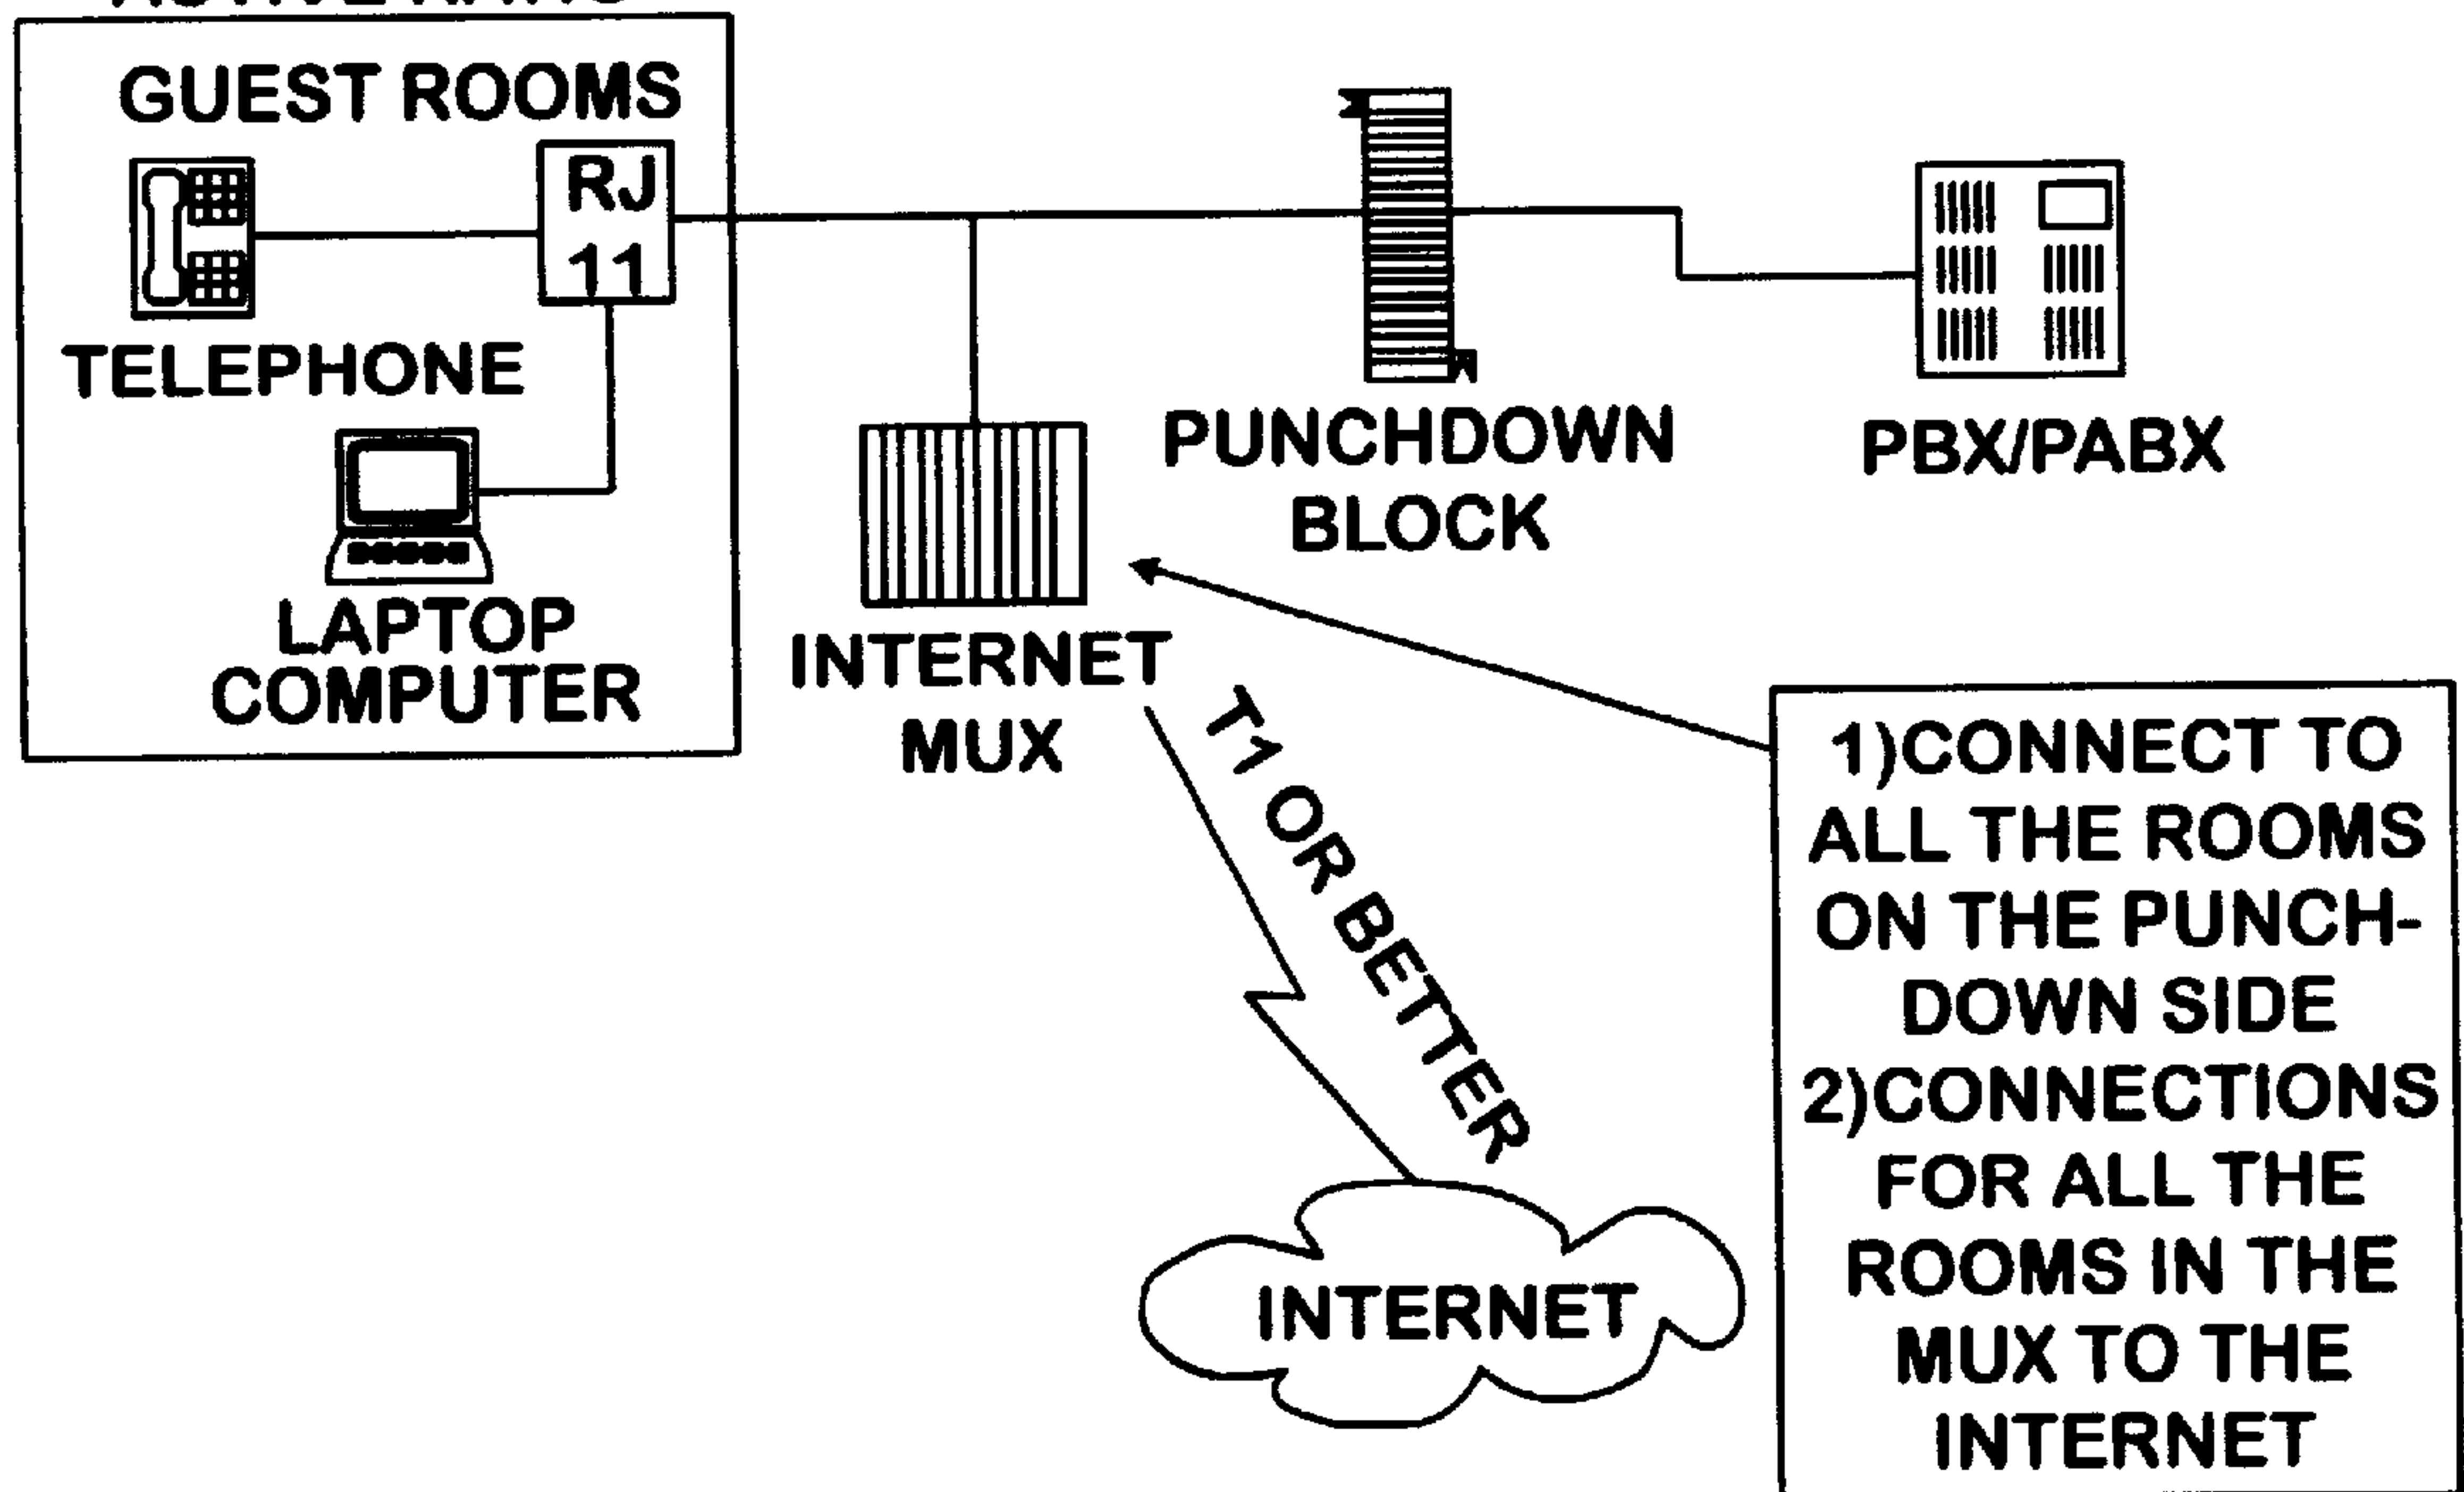 GUEST ROOMS
RJ
11
TELEPHONE
LAPTOP
COMPUTER
INTERNET
MUX
PUNCHDOWN
BLOCK
PBX/PABX
T1 OR BETTER
INTERNET
1)CONNECT TO
ALL THE ROOMS
ON THE PUNCH-
DOWN SIDE
2)CONNECTIONS
FOR ALL THE
ROOMS IN THE
MUX TO THE
INTERNET